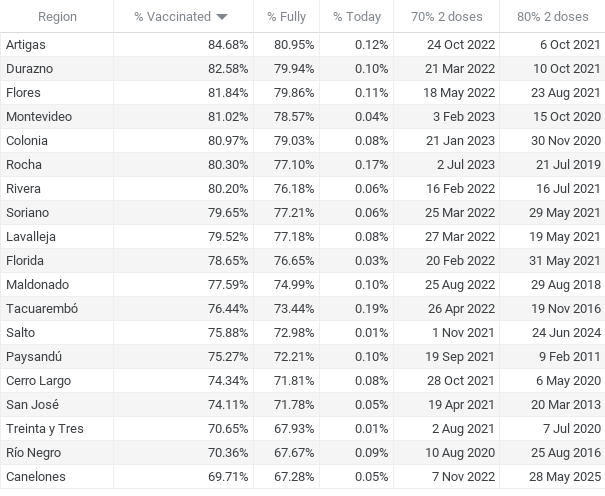 Region % Vaccinated % Fully % Today 70% 2 doses 80% 2 doses
Artigas 84.68% 80.95% 0.12% 24 Oct 2022 6 Oct 2021
Durazno 82.58% 79.94% 0.10% 21 Mar 2022 10 Oct 2021
Flores 81.84% 79.86% 0.11% 18 May 2022 23 Aug 2021
Montevideo 81.02% 78.57% 0.04% 3 Feb 2023 15 Oct 2020
Colonia 80.97% 79.03% 0.08% 21 Jan 2023 30 Nov 2020
Rocha 80.30% 77.10% 0.17% 2 Jul 2023 21 Jul 2019
Rivera 80.20% 76.18% 0.06% 16 Feb 2022 16 Jul 2021
Soriano 79.65% 77.21% 0.06% 25 Mar 2022 29 May 2021
Lavalleja 79.52% 77.18% 0.08% 27 Mar 2022 19 May 2021
Florida 78.65% 76.65% 0.03% 20 Feb 2022 31 May 2021
Maldonado 77.59% 74.99% 0.10% 25 Aug 2022 29 Aug 2018
Tacuarembó 76.44% 73.44% 0.19% 26 Apr 2022 19 Nov 2016
Salto 75.88% 72.98% 0.01% 1 Nov 2021 24 Jun 2024
Paysandú 75.27% 72.21% 0.10% 19 Sep 2021 9 Feb 2011
Cerro Largo 74.34% 71.81% 0.08% 28 Oct 2021 6 May 2020
San José 74.11% 71.78% 0.05% 19 Apr 2021 20 Mar 2013
Treinta y Tres 70.65% 67.93% 0.01% 2 Aug 2021 7 Jul 2020
Río Negro 70.36% 67.67% 0.09% 10 Aug 2020 25 Aug 2016
Canelones 69.71% 67.28% 0.05% 7 Nov 2022 28 May 2025